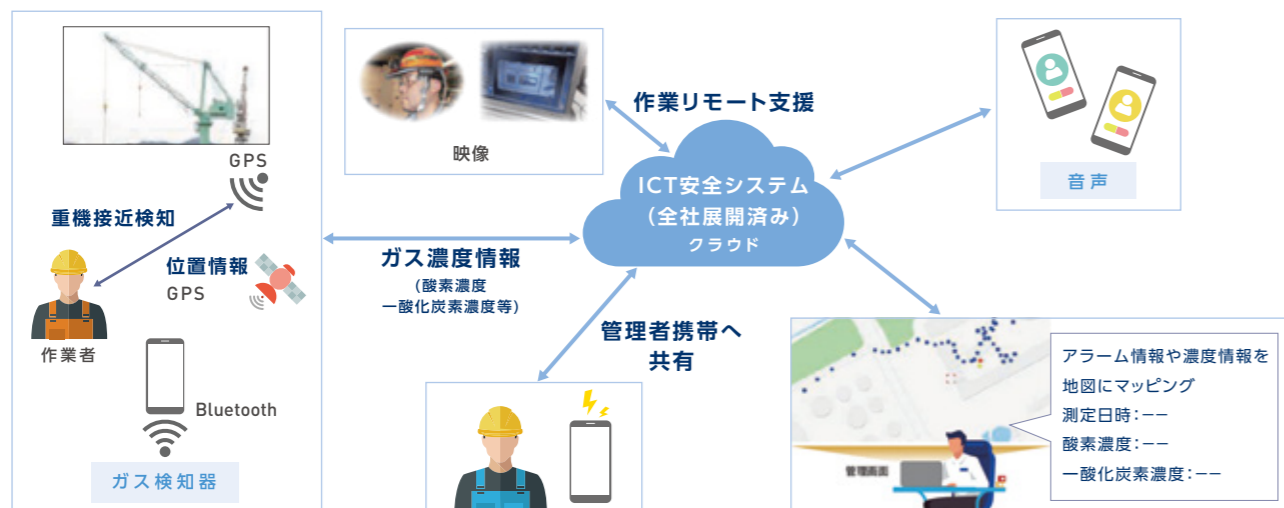 GPS
重機接近検知
位置情報
GPS
作業者
Bluetooth
ガス検知器
映像
作業リモート支援
ICT安全システム
(全社展開済み)
クラウド
ガス濃度情報
(酸素濃度
一酸化炭素濃度等)
管理者携帯へ
共有
音声
管理画面
アラーム情報や濃度情報を
地図にマッピング
測定日時:−−
酸素濃度:−−
一酸化炭素濃度:−−